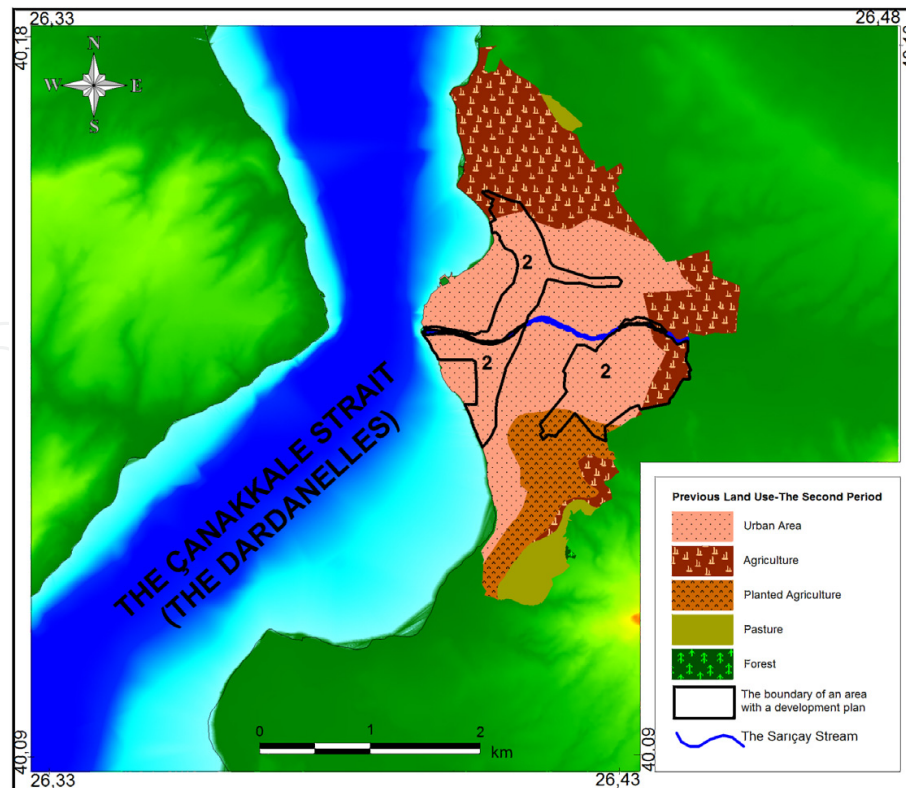 26,33
26,48
40,18
40,18
N
W E
S
2
2
2
THE ÇANAKKALE STRAIT
(THE DARDANELLES)
Previous Land Use-The Second Period
Urban Area
Agriculture
Planted Agriculture
Pasture
Forest
The boundary of an area
with a development plan
The Sarıçay Stream
0 1 2
km
40,09
40,09
26,33
26,43